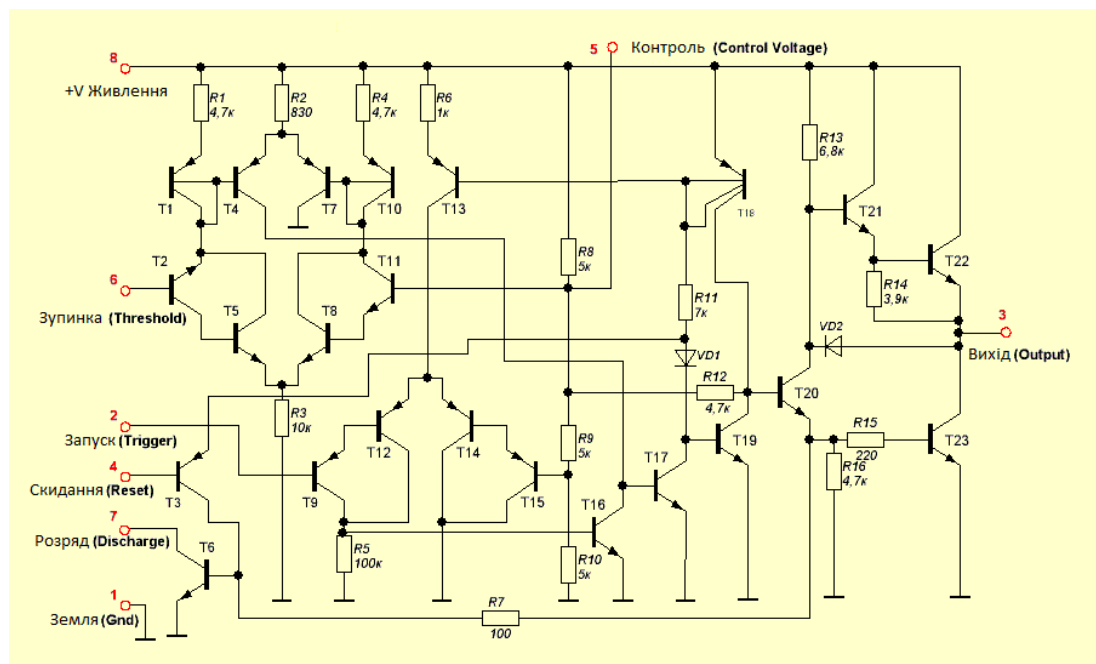 5 Контроль (Control Voltage)
8
+V Живлення
R1
4,7к
R2
830
R4
4,7к
R6
1к
R13
6,8к
T1
T4
T7
T10
T13
T18
T21
T2
T11
R8
5к
T22
6
Зупинка (Threshold)
T5
T8
R11
7к
R14
3,9к
3
Вихід (Output)
VD2
VD1
R12
4,7к
T20
2
Запуск (Trigger)
R3
10к
T12
T14
R9
5к
T17
T19
R15
220
T23
4
Скидання (Reset)
T3
T9
T15
R16
4,7к
7
Розряд (Discharge)
T6
T16
R5
100к
R10
5к
1
Земля (Gnd)
R7
100